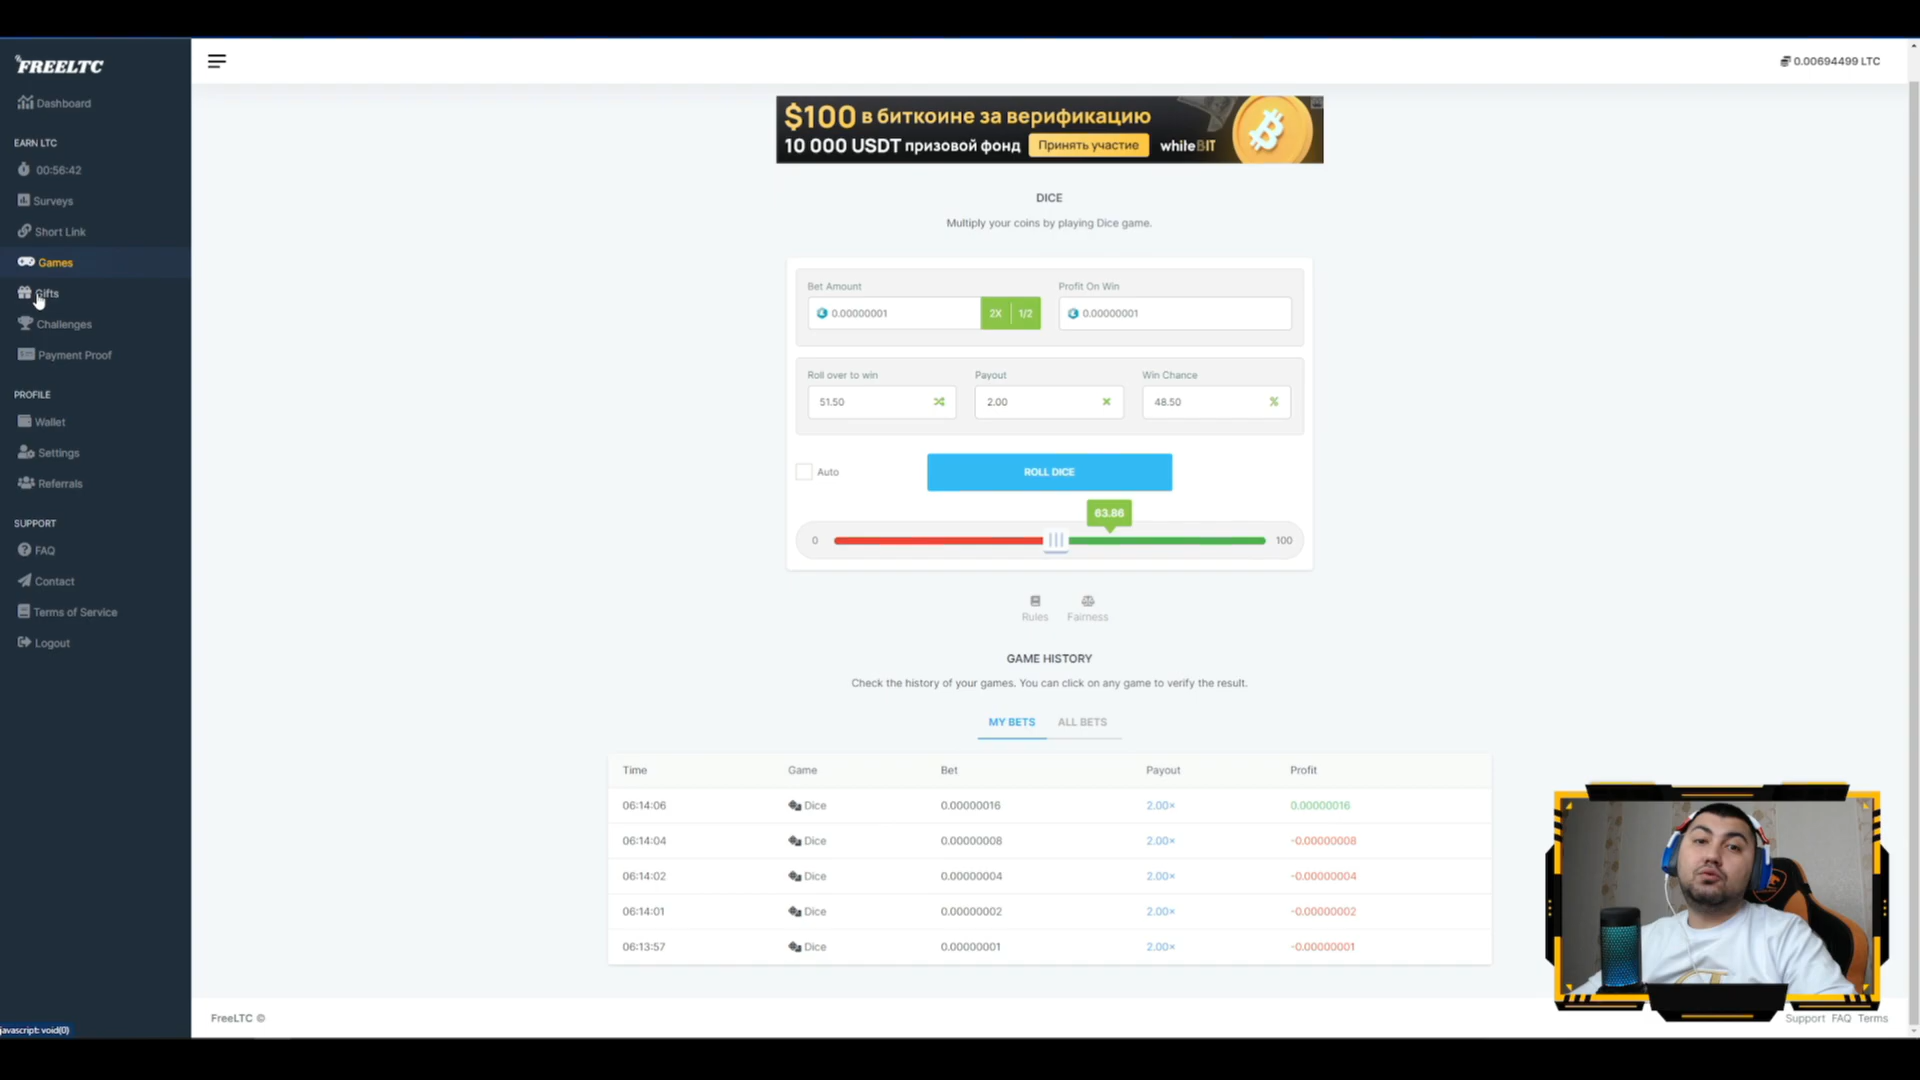 FREELTC
Dashboard
EARN LTC
00:56:42
Surveys
Short Link
Games
Gifts
Challenges
Payment Proof
PROFILE
Wallet
Settings
Referrals
SUPPORT
FAQ
Contact
Terms of Service
Logout
javascript: void(0)
0.00694499 LTC
$100 в биткоине за верификацию
10 000 USDT призовой фонд Принять участие whiteBIT
DICE
Multiply your coins by playing Dice game.
Bet Amount Profit On Win
0.00000001 2X 1/2 0.00000001
Roll over to win Payout Win Chance
51.50 2.00 48.50
Auto ROLL DICE
63.86
0 100
Rules Fairness
GAME HISTORY
Check the history of your games. You can click on any game to verify the result.
MY BETS ALL BETS
Time Game Bet Payout Profit
06:14:06 Dice 0.00000016 2.00× 0.00000016
06:14:04 Dice 0.00000008 2.00× -0.00000008
06:14:02 Dice 0.00000004 2.00× -0.00000004
06:14:01 Dice 0.00000002 2.00× -0.00000002
06:13:57 Dice 0.00000001 2.00× -0.00000001
FreeLTC © Support FAQ Terms